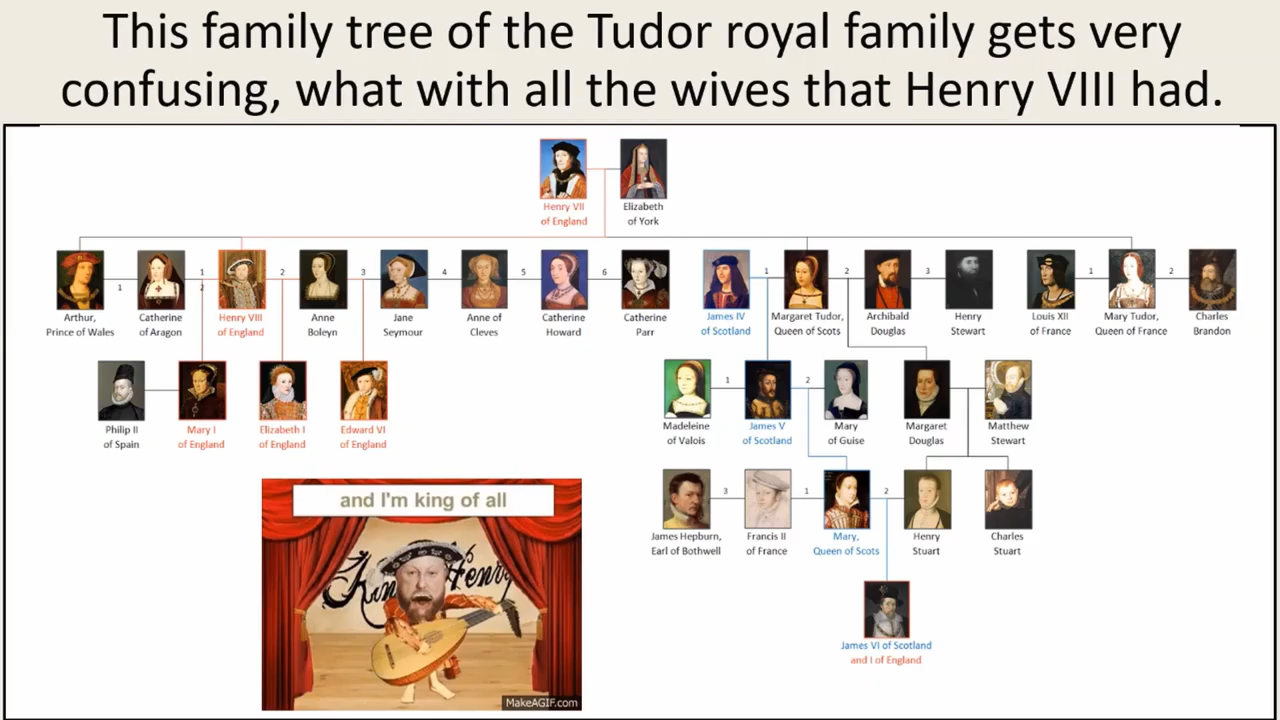 This family tree of the Tudor royal family gets very
confusing, what with all the wives that Henry VIII had.
Henry VII
of England
Elizabeth
of York
1
1
2
2
3
4
5
6
1
2
3
1
2
Arthur,
Prince of Wales
Catherine
of Aragon
Henry VIII
of England
Anne
Boleyn
Jane
Seymour
Anne of
Cleves
Catherine
Howard
Catherine
Parr
James IV
of Scotland
Margaret Tudor,
Queen of Scots
Archibald
Douglas
Henry
Stewart
Louis XII
of France
Mary Tudor,
Queen of France
Charles
Brandon
1
2
Philip II
of Spain
Mary I
of England
Elizabeth I
of England
Edward VI
of England
Madeleine
of Valois
James V
of Scotland
Mary
of Guise
Margaret
Douglas
Matthew
Stewart
3
1
2
James Hepburn,
Earl of Bothwell
Francis II
of France
Mary,
Queen of Scots
Henry
Stuart
Charles
Stuart
and I'm king of all
King Henry
MakeAGIF.com
James VI of Scotland
and I of England